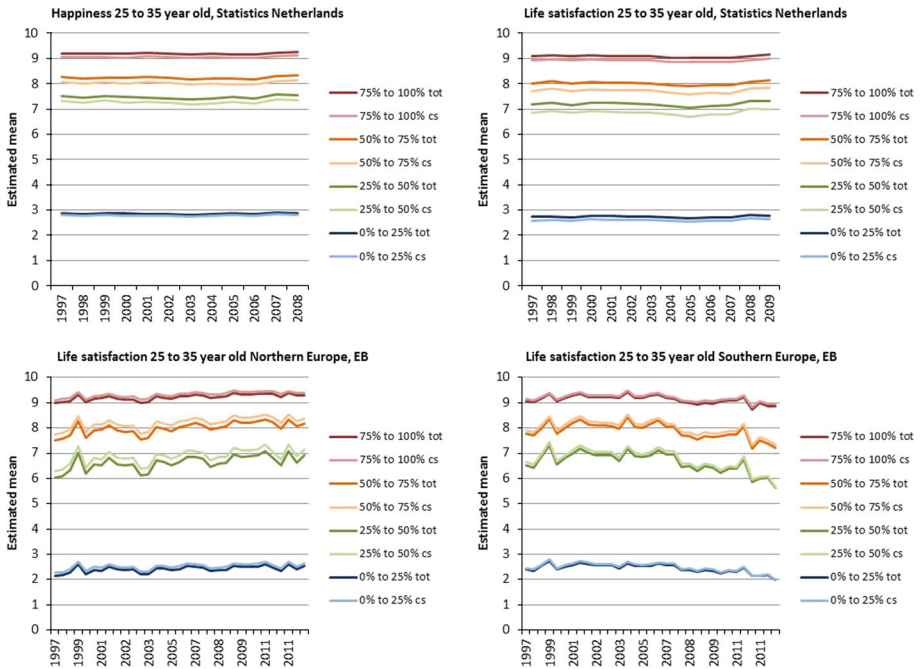 Happiness 25 to 35 year old, Statistics Netherlands
Estimated mean
10
9
8
7
6
5
4
3
2
1
0
1997
1998
1999
2000
2001
2002
2003
2004
2005
2006
2007
2008
75% to 100% tot
75% to 100% cs
50% to 75% tot
50% to 75% cs
25% to 50% tot
25% to 50% cs
0% to 25% tot
0% to 25% cs
Life satisfaction 25 to 35 year old, Statistics Netherlands
Estimated mean
10
9
8
7
6
5
4
3
2
1
0
1997
1998
1999
2000
2001
2002
2003
2004
2005
2006
2007
2008
2009
75% to 100% tot
75% to 100% cs
50% to 75% tot
50% to 75% cs
25% to 50% tot
25% to 50% cs
0% to 25% tot
0% to 25% cs
Life satisfaction 25 to 35 year old Northern Europe, EB
Estimated mean
10
9
8
7
6
5
4
3
2
1
0
1997
1999
2000
2001
2002
2003
2004
2005
2006
2007
2008
2009
2010
2011
75% to 100% tot
75% to 100% cs
50% to 75% tot
50% to 75% cs
25% to 50% tot
25% to 50% cs
0% to 25% tot
0% to 25% cs
Life satisfaction 25 to 35 year old Southern Europe, EB
Estimated mean
10
9
8
7
6
5
4
3
2
1
0
1997
1999
2000
2001
2002
2003
2004
2005
2006
2007
2008
2009
2010
2011
75% to 100% tot
75% to 100% cs
50% to 75% tot
50% to 75% cs
25% to 50% tot
25% to 50% cs
0% to 25% tot
0% to 25% cs